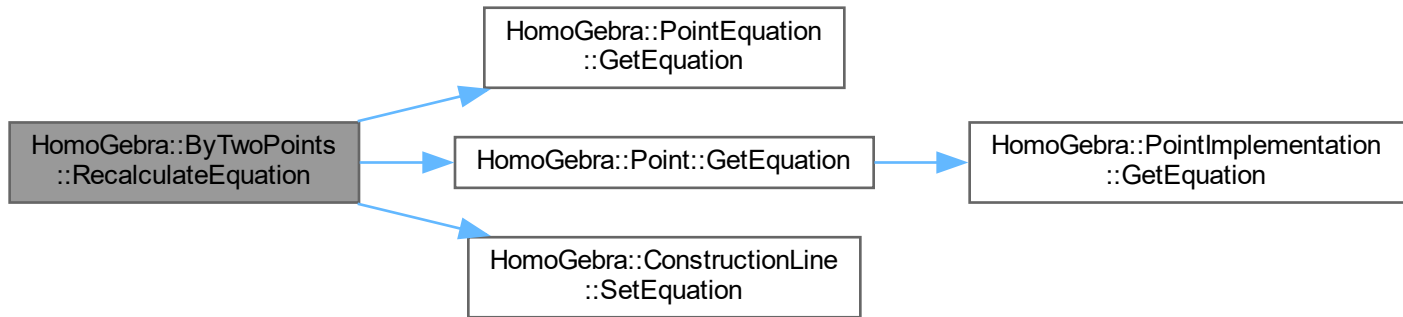 HomoGebra::ByTwoPoints
::RecalculateEquation
HomoGebra::PointEquation
::GetEquation
HomoGebra::Point::GetEquation
HomoGebra::PointImplementation
::GetEquation
HomoGebra::ConstructionLine
::SetEquation